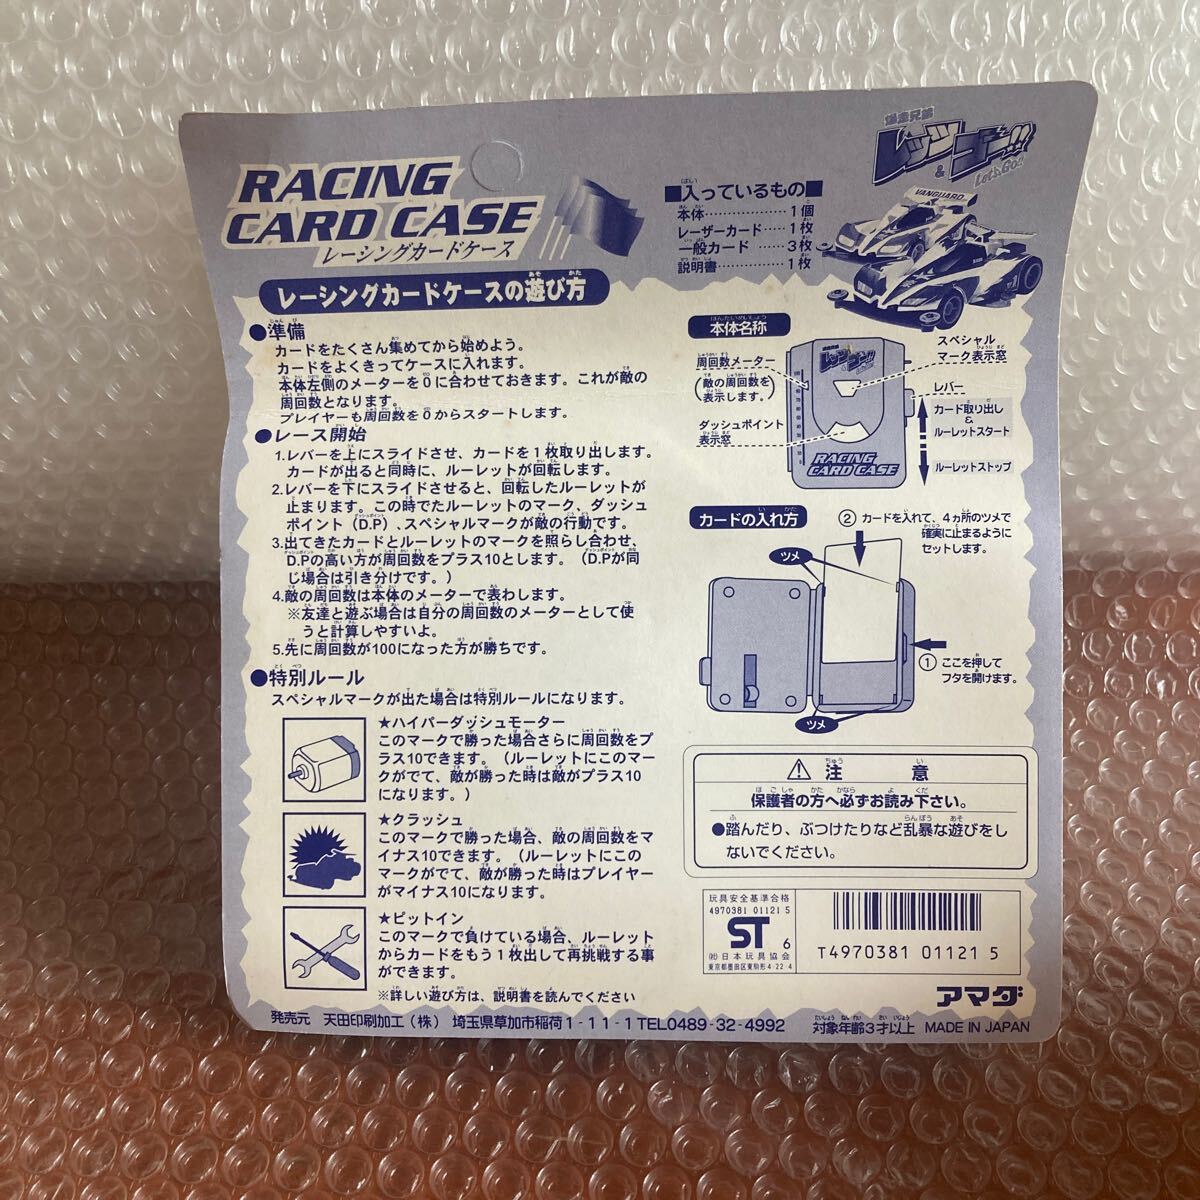 RACING
CARD CASE
レーシングカードケース
爆走兄弟
レッツ
&
ゴー!!
Let's & Go!!
VANGUARD
■入っているもの■
本体………………1個
レーザーカード……1枚
一般カード……3枚
説明書……………1枚
レーシングカードケースの遊び方
●準備
カードをたくさん集めてから始めよう。
カードをよくきってケースに入れます。
本体左側のメーターを0に合わせておきます。これが敵の
周回数となります。
プレイヤーも周回数を0からスタートします。
●レース開始
1.レバーを上にスライドさせ、カードを1枚取り出します。
カードが出ると同時に、ルーレットが回転します。
2.レバーを下にスライドさせると、回転したルーレットが
止まります。この時でたルーレットのマーク、ダッシュ
ポイント(D.P)、スペシャルマークが敵の行動です。
3.出てきたカードとルーレットのマークを照らし合わせ、
D.Pの高い方が周回数をプラス10とします。(D.Pが同
じ場合は引き分けです。)
4.敵の周回数は本体のメーターで表わします。
※友達と遊ぶ場合は自分の周回数のメーターとして使
うと計算しやすいよ。
5.先に周回数が100になった方が勝ちです。
●特別ルール
スペシャルマークが出た場合は特別ルールになります。
★ハイパーダッシュモーター
このマークで勝った場合さらに周回数をプ
ラス10できます。(ルーレットにこのマー
クがでて、敵が勝った時は敵がプラス10
になります。)
★クラッシュ
このマークで勝った場合、敵の周回数をマ
イナス10できます。(ルーレットにこの
マークがでて、敵が勝った時はプレイヤー
がマイナス10になります。
★ピットイン
このマークで負けている場合、ルーレット
からカードをもう1枚出して再挑戦する事
ができます。
※詳しい遊び方は、説明書を読んでください
本体名称
周回数メーター
(敵の周回数を
表示します。)
ダッシュポイント
表示窓
スペシャル
マーク表示窓
レバー
カード取り出し
&
ルーレットスタート
ルーレットストップ
RACING
CARD CASE
カードの入れ方
② カードを入れて、4ヵ所のツメで
確実に止まるように
セットします。
ツメ
① ここを押して
フタを開けます。
ツメ
⚠ 注意
保護者の方へ必ずお読み下さい。
●踏んだり、ぶつけたりなど乱暴な遊びをし
ないでください。
玩具安全基準合格
4970381 01121 5
ST 6
㈳日本玩具協会
東京都墨田区東駒形4-22-4
T4970381 01121 5
アマダ
発売元 天田印刷加工(株) 埼玉県草加市稲荷1-11-1 TEL0489-32-4992
対象年齢3才以上 MADE IN JAPAN